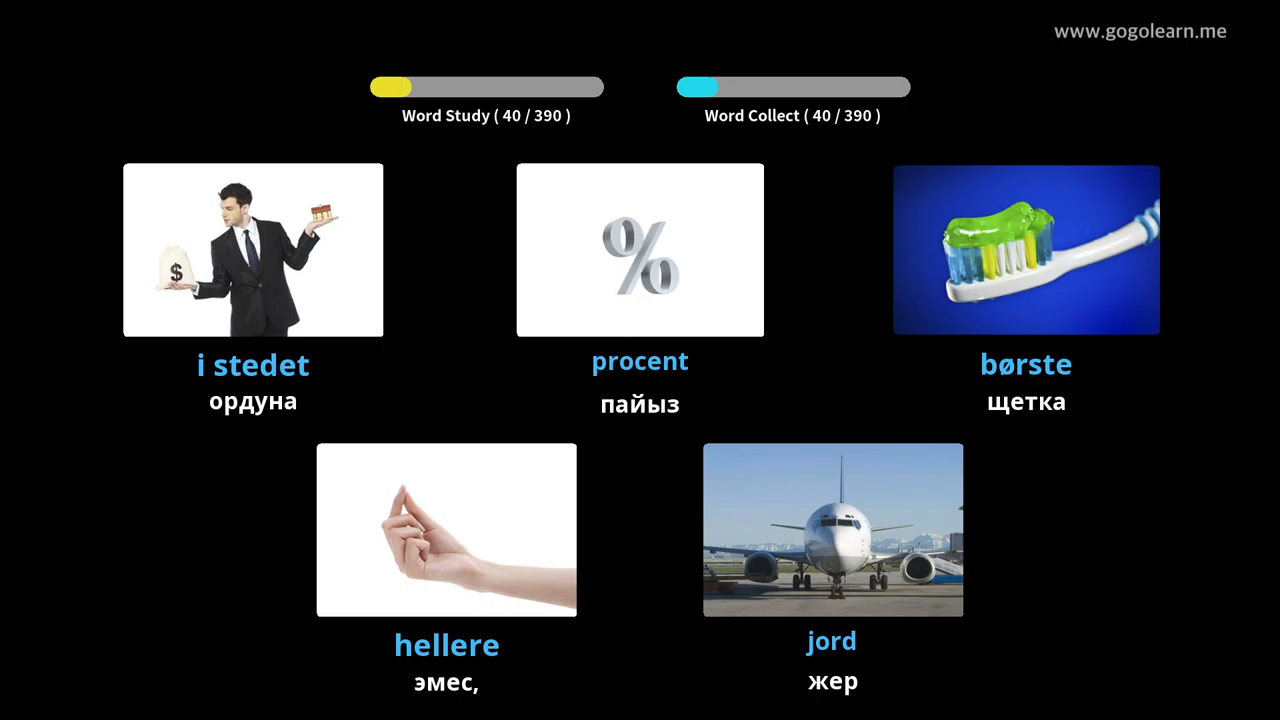 www.gogolearn.me
Word Study ( 40 / 390 )
Word Collect ( 40 / 390 )
$
%
i stedet
ордуна
procent
пайыз
børste
щетка
hellere
эмес,
jord
жер